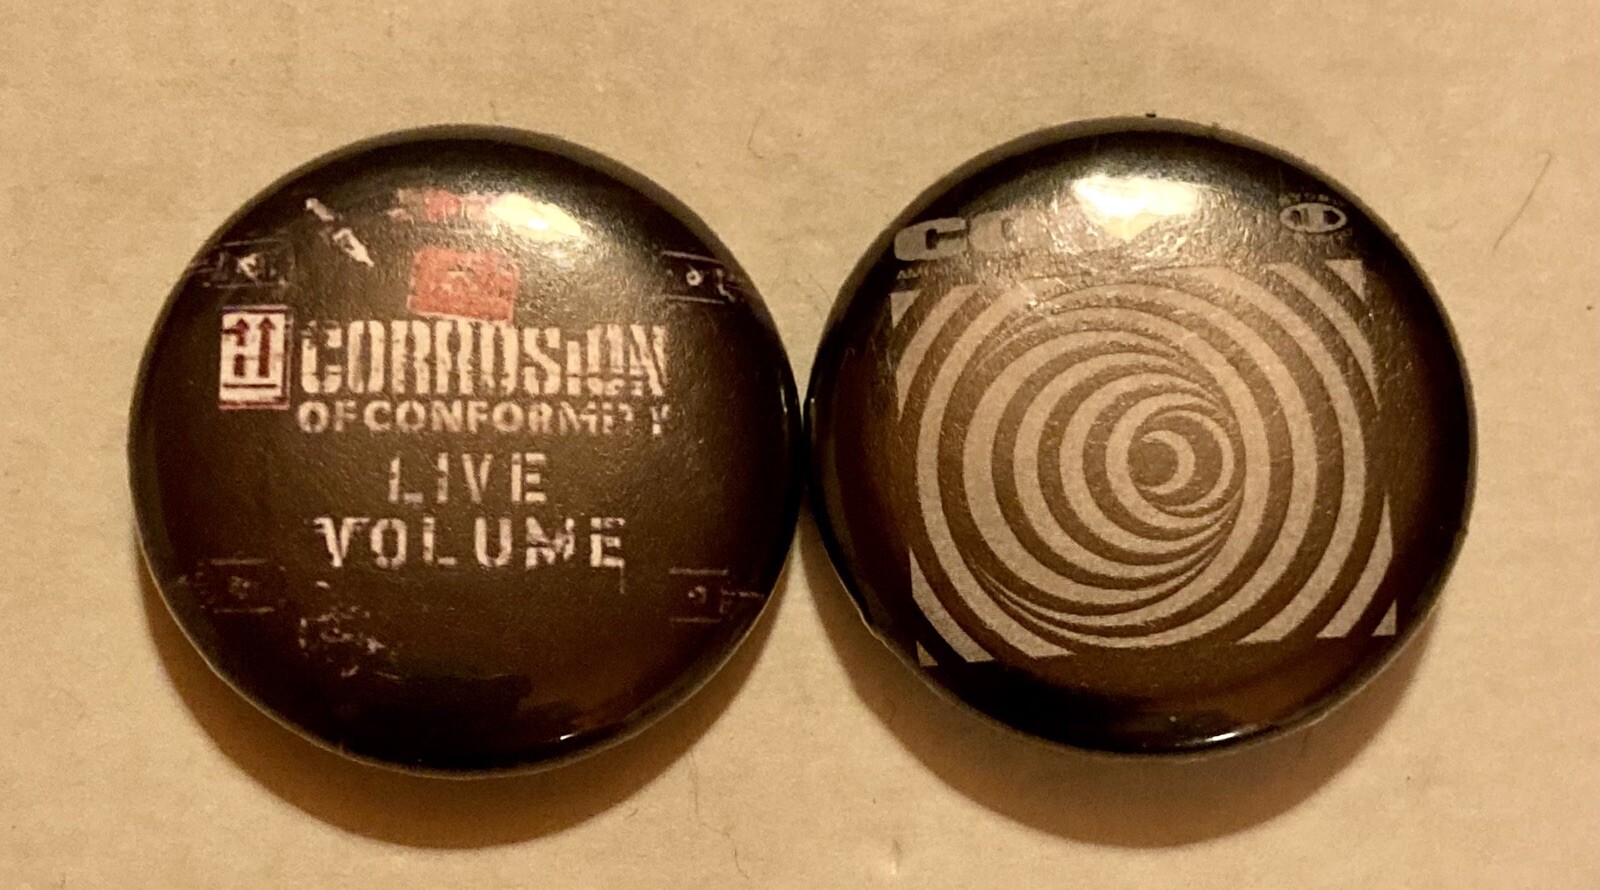 CORROSION
OF CONFORMITY
LIVE
VOLUME